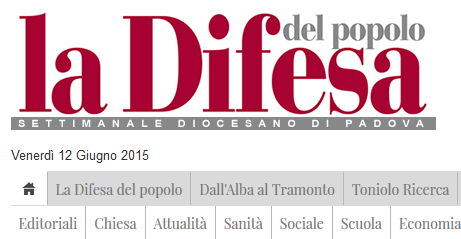 la Difesa del popolo
SETTIMANALE DIOCESANO DI PADOVA
Venerdì 12 Giugno 2015
La Difesa del popolo Dall'Alba al Tramonto Toniolo Ricerca
Editoriali Chiesa Attualità Sanità Sociale Scuola Economia